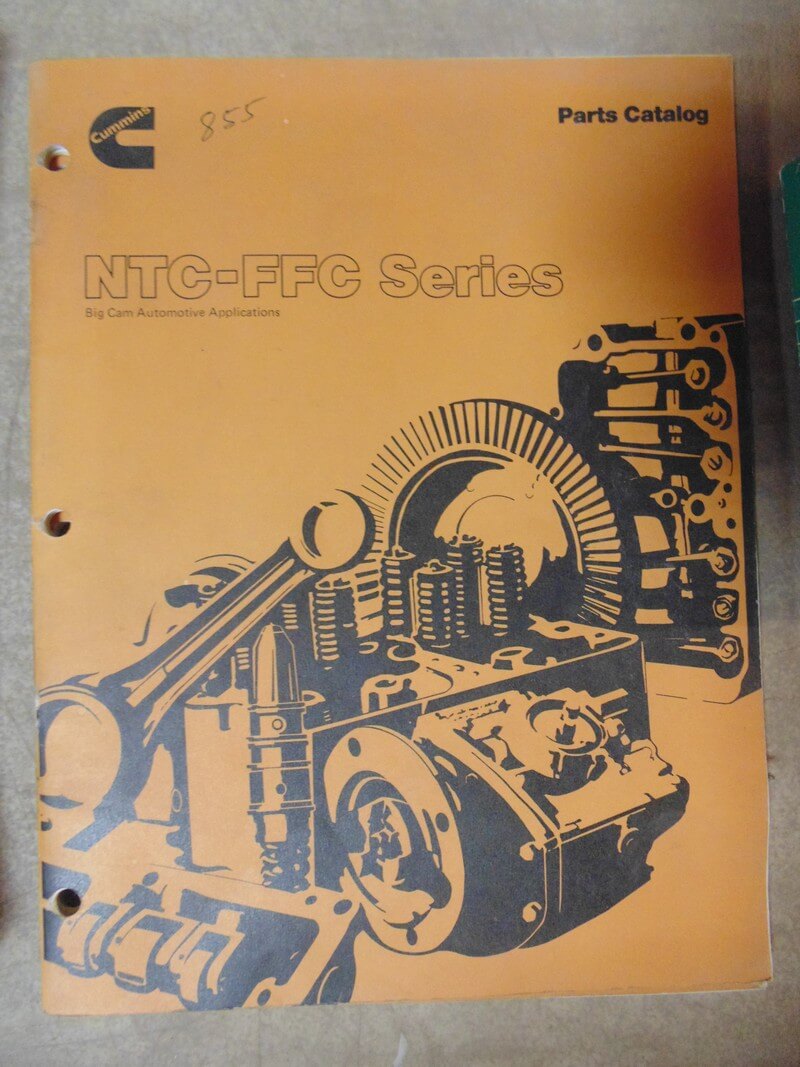 Cummins
855
Parts Catalog
NTC-FFC Series
Big Cam Automotive Applications